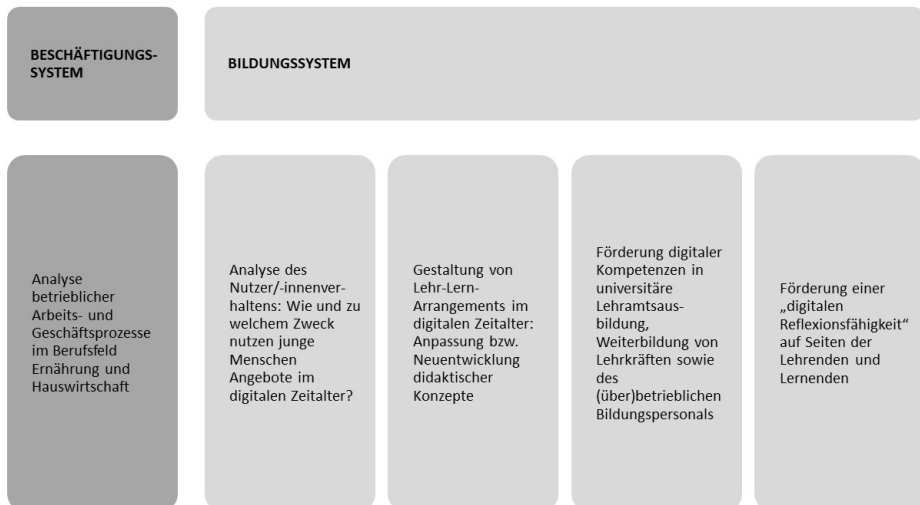 BESCHÄFTIGUNGS-
SYSTEM
BILDUNGSSYSTEM
Analyse
betrieblicher
Arbeits- und
Geschäftsprozesse
im Berufsfeld
Ernährung und
Hauswirtschaft
Analyse des
Nutzer/-innenver-
haltens: Wie und zu
welchem Zweck
nutzen junge
Menschen
Angebote im
digitalen Zeitalter?
Gestaltung von
Lehr-Lern-
Arrangements im
digitalen Zeitalter:
Anpassung bzw.
Neuentwicklung
didaktischer
Konzepte
Förderung digitaler
Kompetenzen in
universitäre
Lehramtsaus-
bildung,
Weiterbildung von
Lehrkräften sowie
des
(über)betrieblichen
Bildungspersonals
Förderung einer
„digitalen
Reflexionsfähigkeit“
auf Seiten der
Lehrenden und
Lernenden